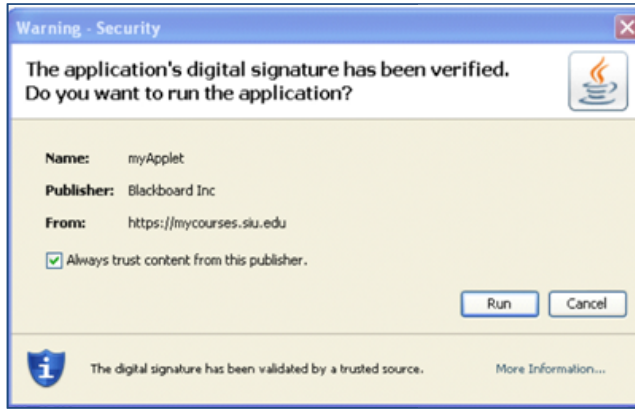 Warning - Security
The application's digital signature has been verified.
Do you want to run the application?
Name: myApplet
Publisher: Blackboard Inc
From: https://mycourses.siu.edu
Always trust content from this publisher.
Run Cancel
The digital signature has been validated by a trusted source. More Information...